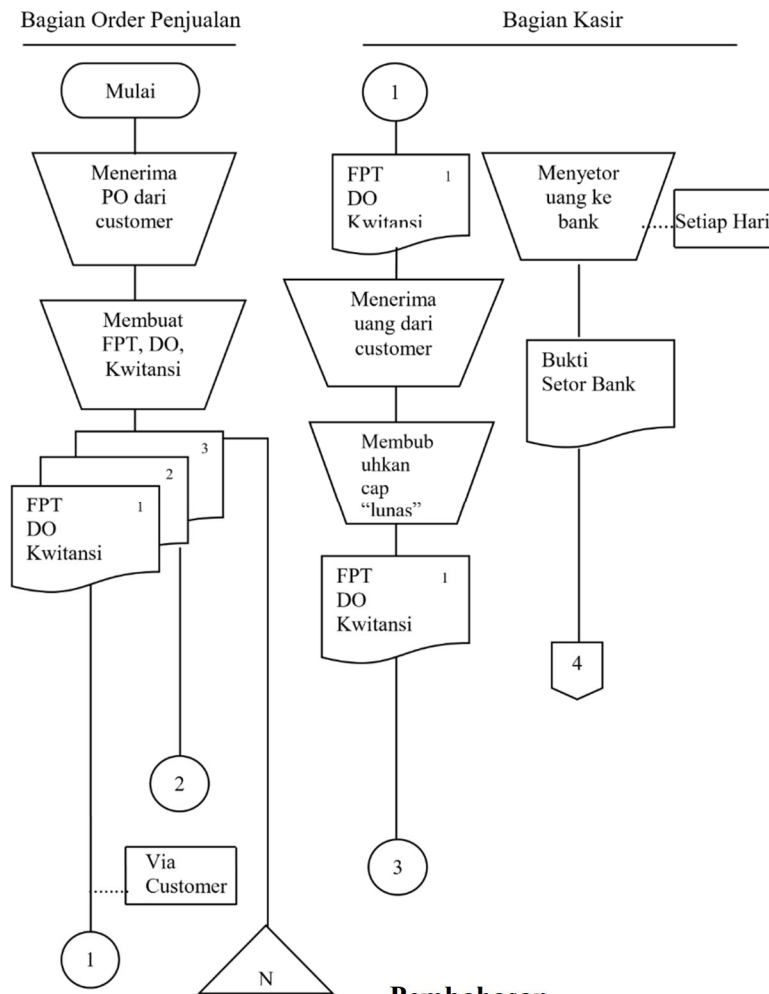 Bagian Order Penjualan
Mulai
Menerima
PO dari
customer
Membuat
FPT, DO,
Kwitansi
3
2
FPT 1
DO
Kwitansi
2
Via
Customer
1
N
Bagian Kasir
1
FPT 1
DO
Kwitansi
Menerima
uang dari
customer
Membub
uhkan
cap
“lunas”
FPT 1
DO
Kwitansi
3
Menyetor
uang ke
bank
Setiap Hari
Bukti
Setor Bank
4
Pembahasan